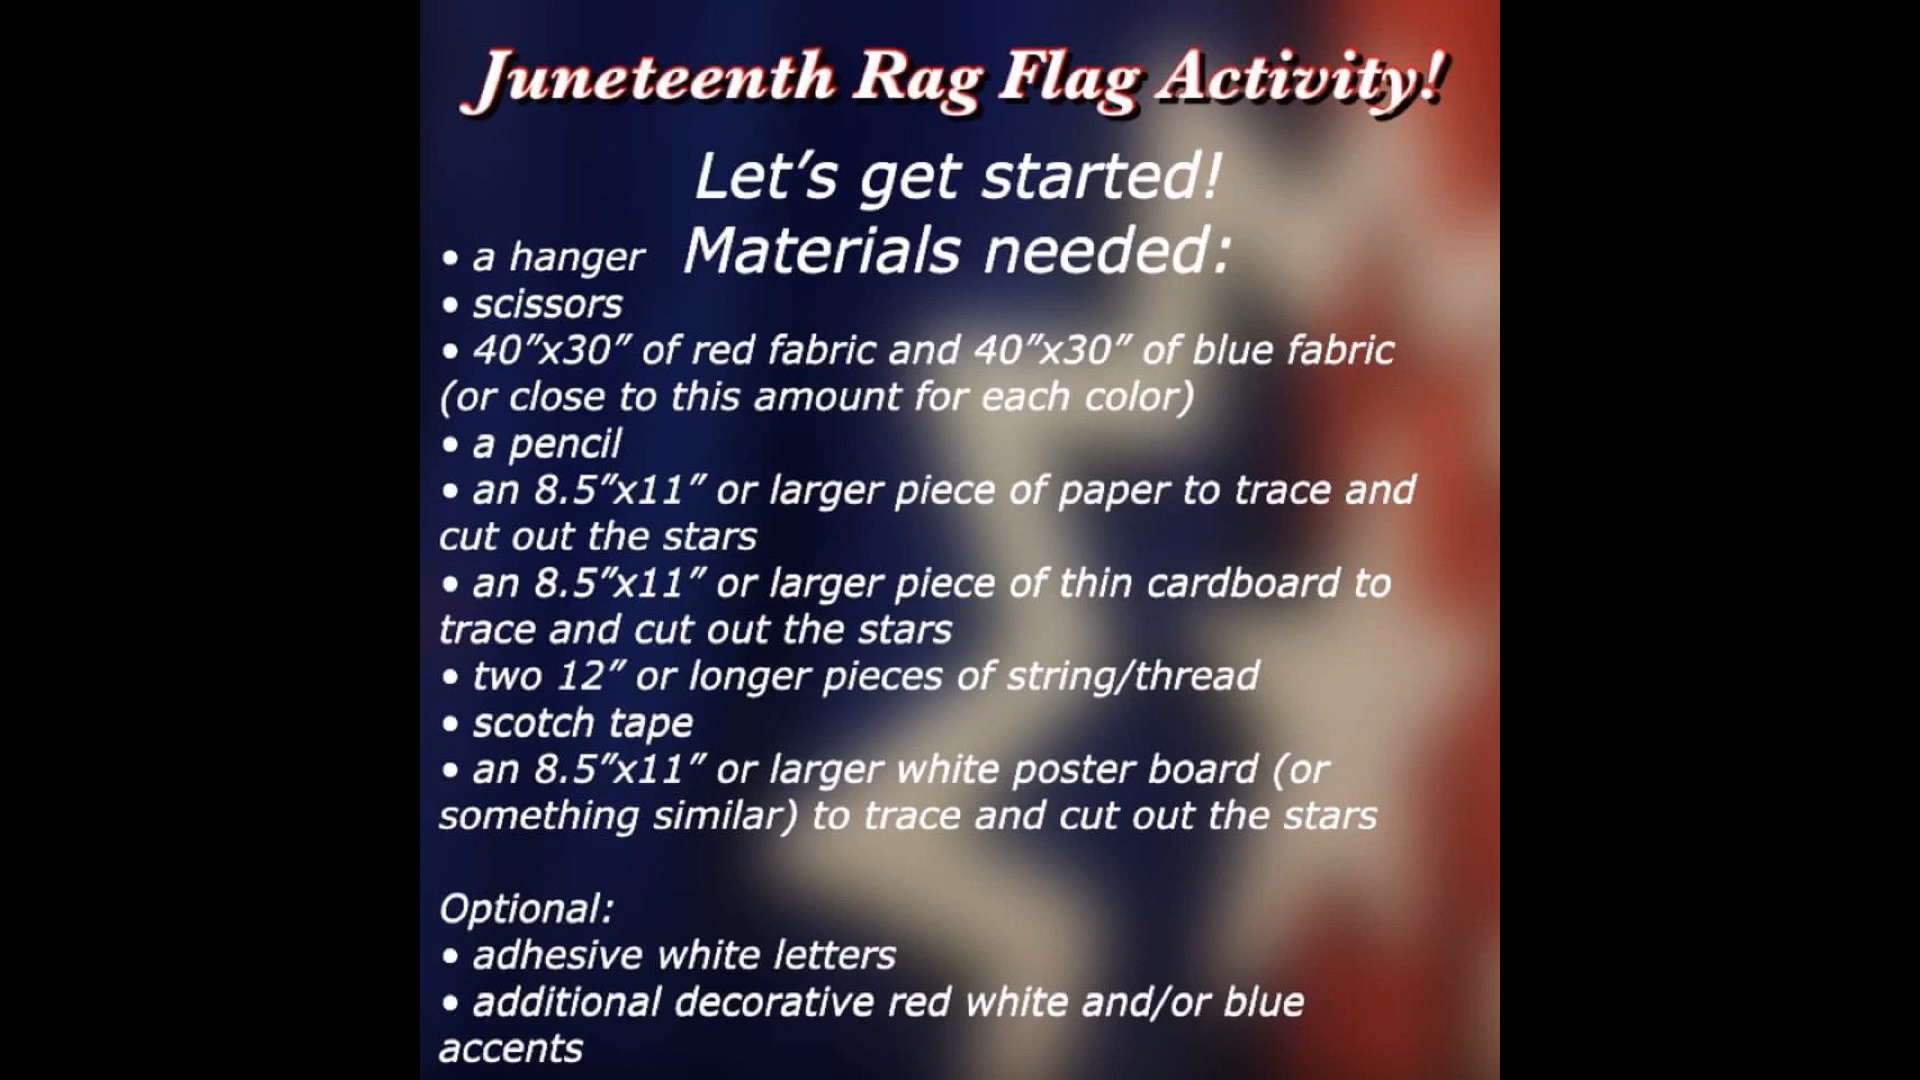 Juneteenth Rag Flag Activity!
Let’s get started!
Materials needed:
• a hanger
• scissors
• 40”x30” of red fabric and 40”x30” of blue fabric
(or close to this amount for each color)
• a pencil
• an 8.5”x11” or larger piece of paper to trace and
cut out the stars
• an 8.5”x11” or larger piece of thin cardboard to
trace and cut out the stars
• two 12” or longer pieces of string/thread
• scotch tape
• an 8.5”x11” or larger white poster board (or
something similar) to trace and cut out the stars
Optional:
• adhesive white letters
• additional decorative red white and/or blue
accents